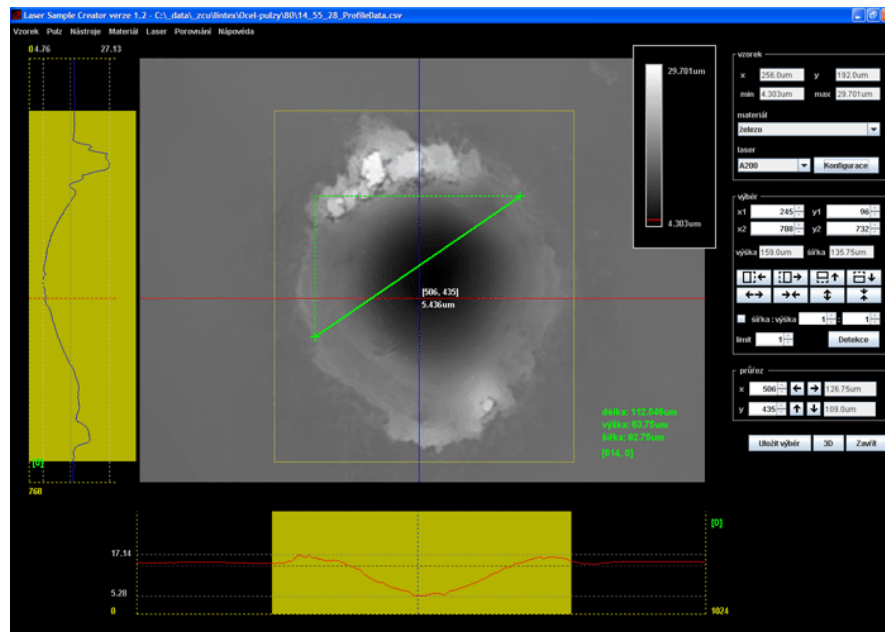 Laser Sample Creator verze 1.2 - C:\_data\_zcu\Ilintex\Ocel-pulzy\80\14_55_28_ProfileData.csv
Vzorek Pulz Nástroje Materiál Laser Porovnání Nápověda
0 4.76 27.13
29.701um
4.303um
[506, 435]
5.436um
délka: 112.548um
výška: 63.75um
šířka: 92.75um
[614, 0]
[0]
768
17.14
5.28
0
[0]
1024
vzorek
x 256.0um y 192.0um
min 4.303um max 29.701um
materiál
železo
laser
A200 Konfigurace
výběr
x1 245 y1 96
x2 788 y2 732
výška 159.0um šířka 135.75um
šířka : výška 1 : 1
limit 1 Detekce
průřez
x 506 126.75um
y 435 109.0um
Uložit výběr 3D Zavřít